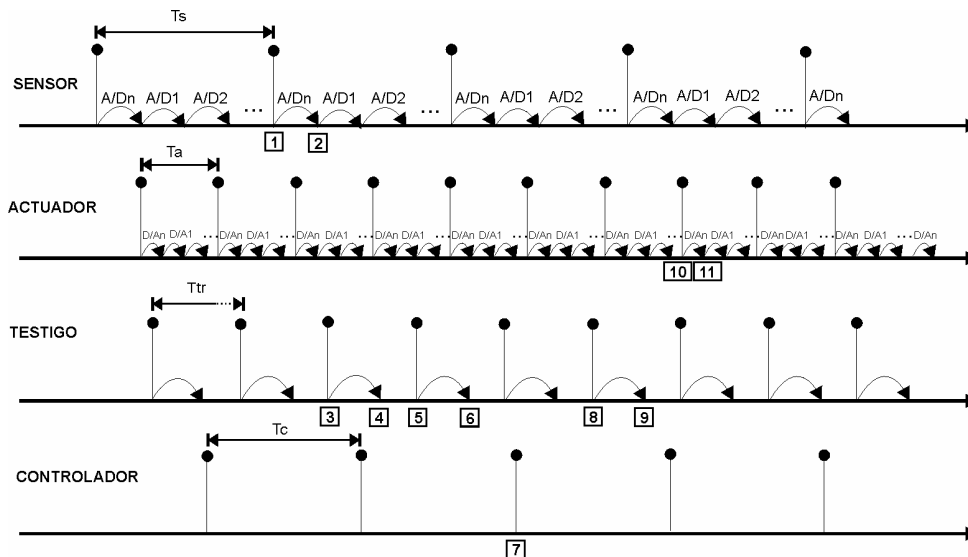 Ts
SENSOR
A/Dn A/D1 A/D2 ... A/Dn A/D1 A/D2 ... A/Dn A/D1 A/D2 ... A/Dn A/D1 A/D2 ... A/Dn
1 2
Ta
ACTUADOR
D/An D/A1 ... D/An D/A1 ... D/An D/A1 ... D/An D/A1 ... D/An D/A1 ... D/An D/A1 ... D/An D/A1 ... D/An D/A1 ... D/An D/A1 ... D/An D/A1 ... D/An
10 11
Ttr
TESTIGO
3 4 5 6 8 9
Tc
CONTROLADOR
7